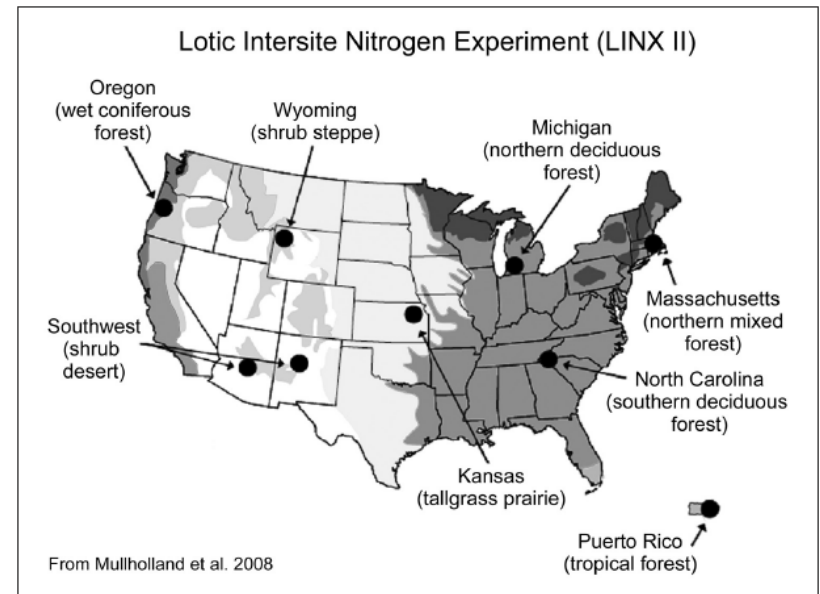 Lotic Intersite Nitrogen Experiment (LINX II)
Oregon
(wet coniferous
forest)
Wyoming
(shrub steppe)
Michigan
(northern deciduous
forest)
Massachusetts
(northern mixed
forest)
Southwest
(shrub
desert)
North Carolina
(southern deciduous
forest)
Kansas
(tallgrass prairie)
Puerto Rico
(tropical forest)
From Mullholland et al. 2008